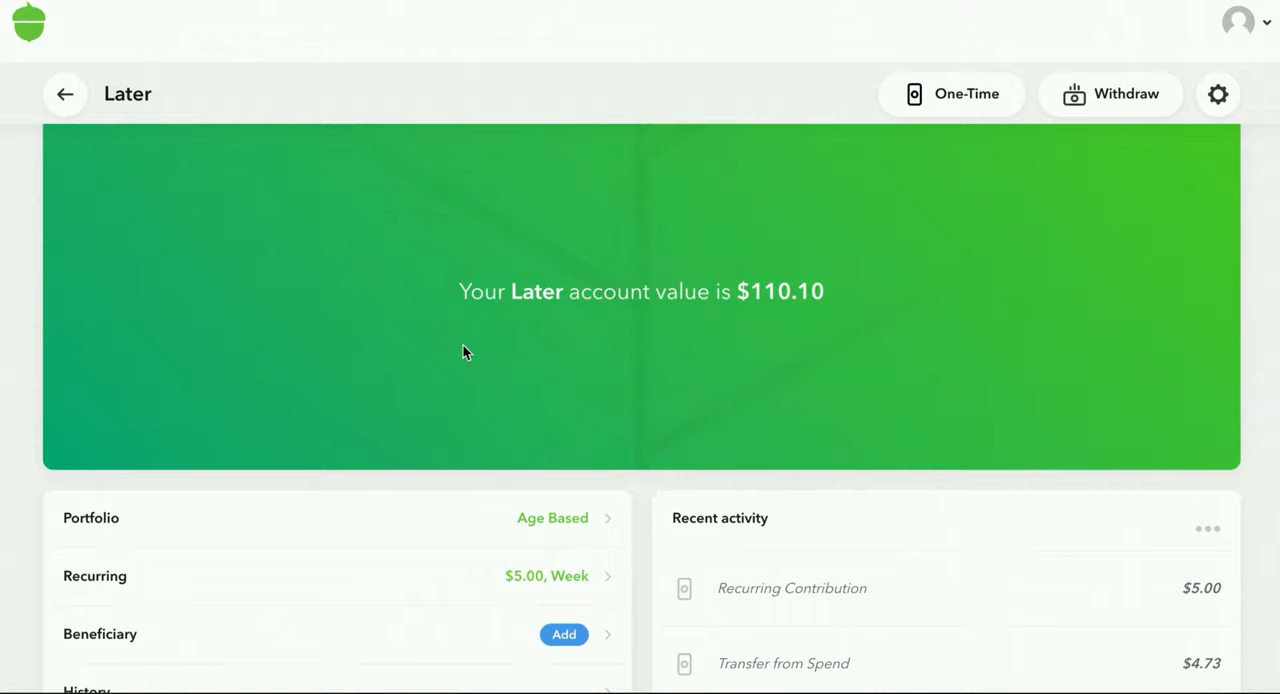 Later
One-Time
Withdraw
Your Later account value is $110.10
Portfolio
Age Based
Recurring
$5.00, Week
Beneficiary
Add
History
Recent activity
Recurring Contribution
$5.00
Transfer from Spend
$4.73